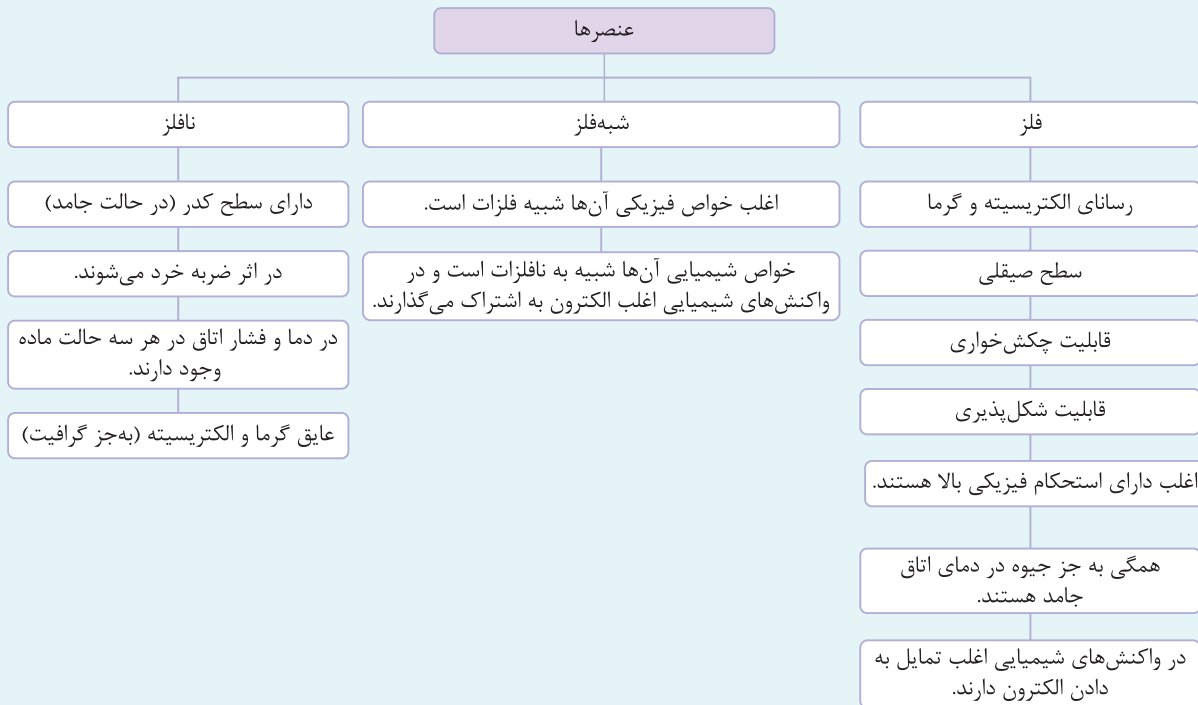 عنصرها
فلز
رسانای الکتریسیته و گرما
سطح صیقلی
قابلیت چکش‌خواری
قابلیت شکل‌پذیری
اغلب دارای استحکام فیزیکی بالا هستند.
همگی به جز جیوه در دمای اتاق
جامد هستند.
در واکنش‌های شیمیایی اغلب تمایل به
دادن الکترون دارند.
شبه‌فلز
اغلب خواص فیزیکی آن‌ها شبیه فلزات است.
خواص شیمیایی آن‌ها شبیه به نافلزات است و در
واکنش‌های شیمیایی اغلب الکترون به اشتراک می‌گذارند.
نافلز
دارای سطح کدر (در حالت جامد)
در اثر ضربه خرد می‌شوند.
در دما و فشار اتاق در هر سه حالت ماده
وجود دارند.
عایق گرما و الکتریسیته (به‌جز گرافیت)